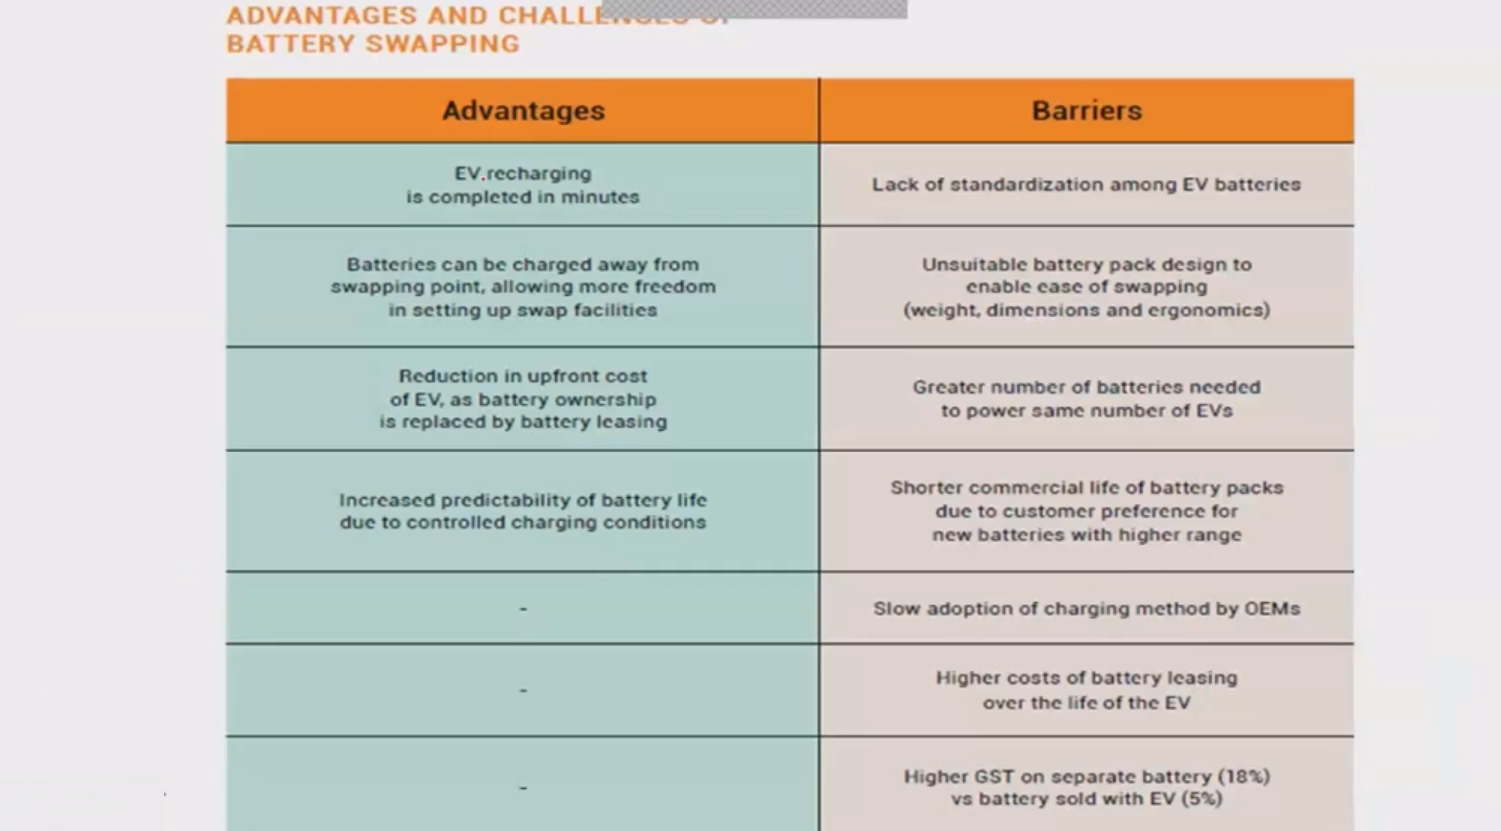 ADVANTAGES AND CHALLENGES OF
BATTERY SWAPPING
Advantages
Barriers
EV.recharging
is completed in minutes
Lack of standardization among EV batteries
Batteries can be charged away from
swapping point, allowing more freedom
in setting up swap facilities
Unsuitable battery pack design to
enable ease of swapping
(weight, dimensions and ergonomics)
Reduction in upfront cost
of EV, as battery ownership
is replaced by battery leasing
Greater number of batteries needed
to power same number of EVs
Increased predictability of battery life
due to controlled charging conditions
Shorter commercial life of battery packs
due to customer preference for
new batteries with higher range
-
Slow adoption of charging method by OEMs
-
Higher costs of battery leasing
over the life of the EV
-
Higher GST on separate battery (18%)
vs battery sold with EV (5%)